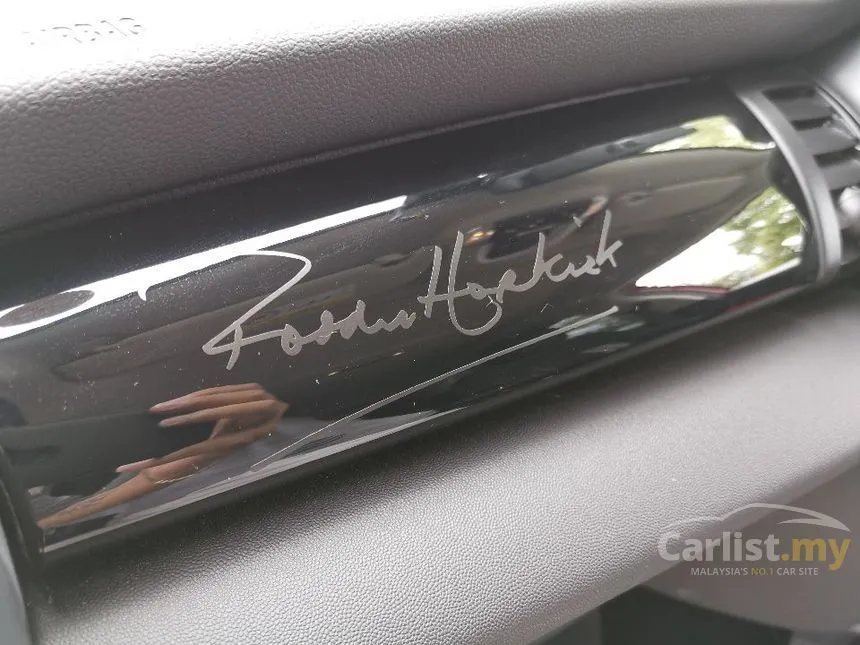 AIRBAG
Paddy Hopkirk
Carlist.my
MALAYSIA'S NO.1 CAR SITE